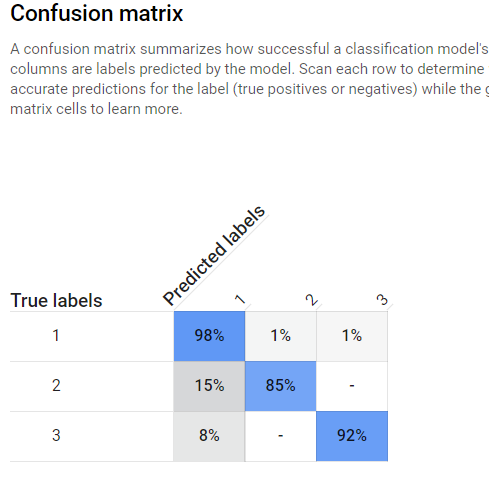 Confusion matrix
A confusion matrix summarizes how successful a classification model's
columns are labels predicted by the model. Scan each row to determine
accurate predictions for the label (true positives or negatives) while the
matrix cells to learn more.
Predicted labels
True labels 1 2 3
1 98% 1% 1%
2 15% 85% -
3 8% - 92%